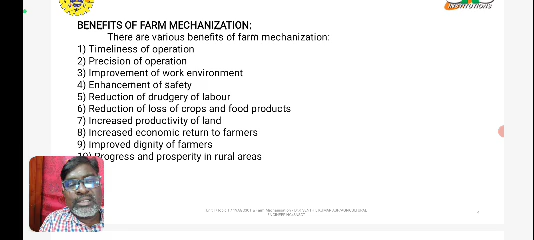 INSTITUTIONS
BENEFITS OF FARM MECHANIZATION:
There are various benefits of farm mechanization:
1) Timeliness of operation
2) Precision of operation
3) Improvement of work environment
4) Enhancement of safety
5) Reduction of drudgery of labour
6) Reduction of loss of crops and food products
7) Increased productivity of land
8) Increased economic return to farmers
9) Improved dignity of farmers
10) Progress and prosperity in rural areas